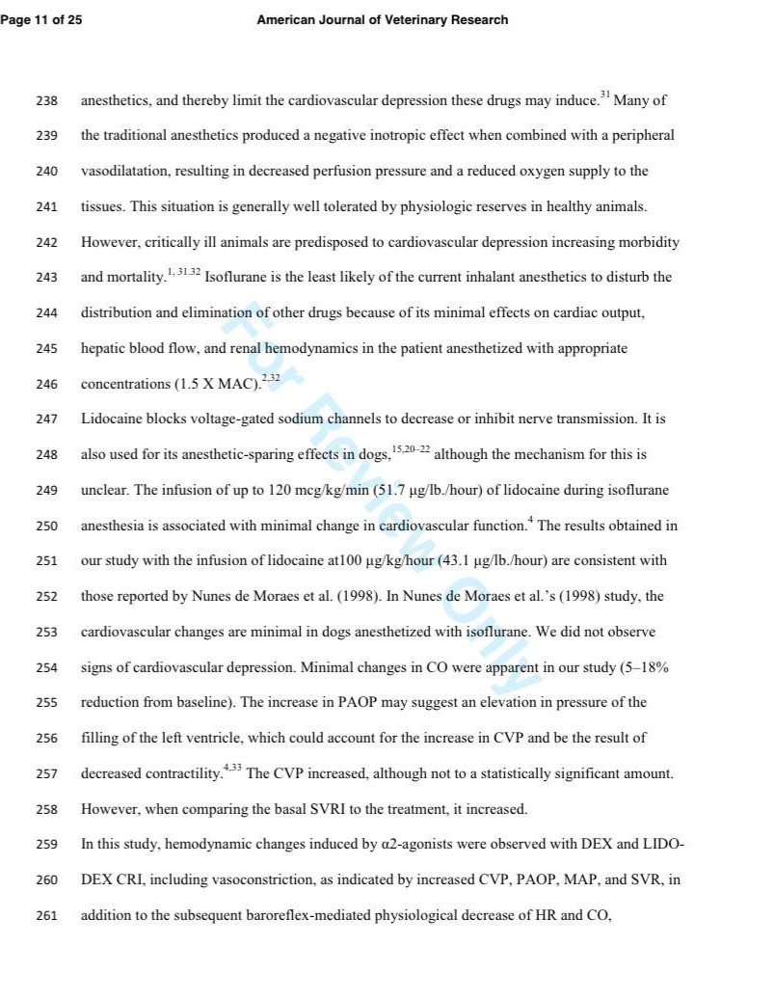 Page 11 of 25 American Journal of Veterinary Research
238 anesthetics, and thereby limit the cardiovascular depression these drugs may induce.31 Many of
239 the traditional anesthetics produced a negative inotropic effect when combined with a peripheral
240 vasodilatation, resulting in decreased perfusion pressure and a reduced oxygen supply to the
241 tissues. This situation is generally well tolerated by physiologic reserves in healthy animals.
242 However, critically ill animals are predisposed to cardiovascular depression increasing morbidity
243 and mortality.1, 31.32 Isoflurane is the least likely of the current inhalant anesthetics to disturb the
244 distribution and elimination of other drugs because of its minimal effects on cardiac output,
245 hepatic blood flow, and renal hemodynamics in the patient anesthetized with appropriate
246 concentrations (1.5 X MAC).2,32
247 Lidocaine blocks voltage-gated sodium channels to decrease or inhibit nerve transmission. It is
248 also used for its anesthetic-sparing effects in dogs,15,20–22 although the mechanism for this is
249 unclear. The infusion of up to 120 mcg/kg/min (51.7 µg/lb./hour) of lidocaine during isoflurane
250 anesthesia is associated with minimal change in cardiovascular function.4 The results obtained in
251 our study with the infusion of lidocaine at100 µg/kg/hour (43.1 µg/lb./hour) are consistent with
252 those reported by Nunes de Moraes et al. (1998). In Nunes de Moraes et al.’s (1998) study, the
253 cardiovascular changes are minimal in dogs anesthetized with isoflurane. We did not observe
254 signs of cardiovascular depression. Minimal changes in CO were apparent in our study (5–18%
255 reduction from baseline). The increase in PAOP may suggest an elevation in pressure of the
256 filling of the left ventricle, which could account for the increase in CVP and be the result of
257 decreased contractility.4,33 The CVP increased, although not to a statistically significant amount.
258 However, when comparing the basal SVRI to the treatment, it increased.
259 In this study, hemodynamic changes induced by α2-agonists were observed with DEX and LIDO-
260 DEX CRI, including vasoconstriction, as indicated by increased CVP, PAOP, MAP, and SVR, in
261 addition to the subsequent baroreflex-mediated physiological decrease of HR and CO,
For Review Only